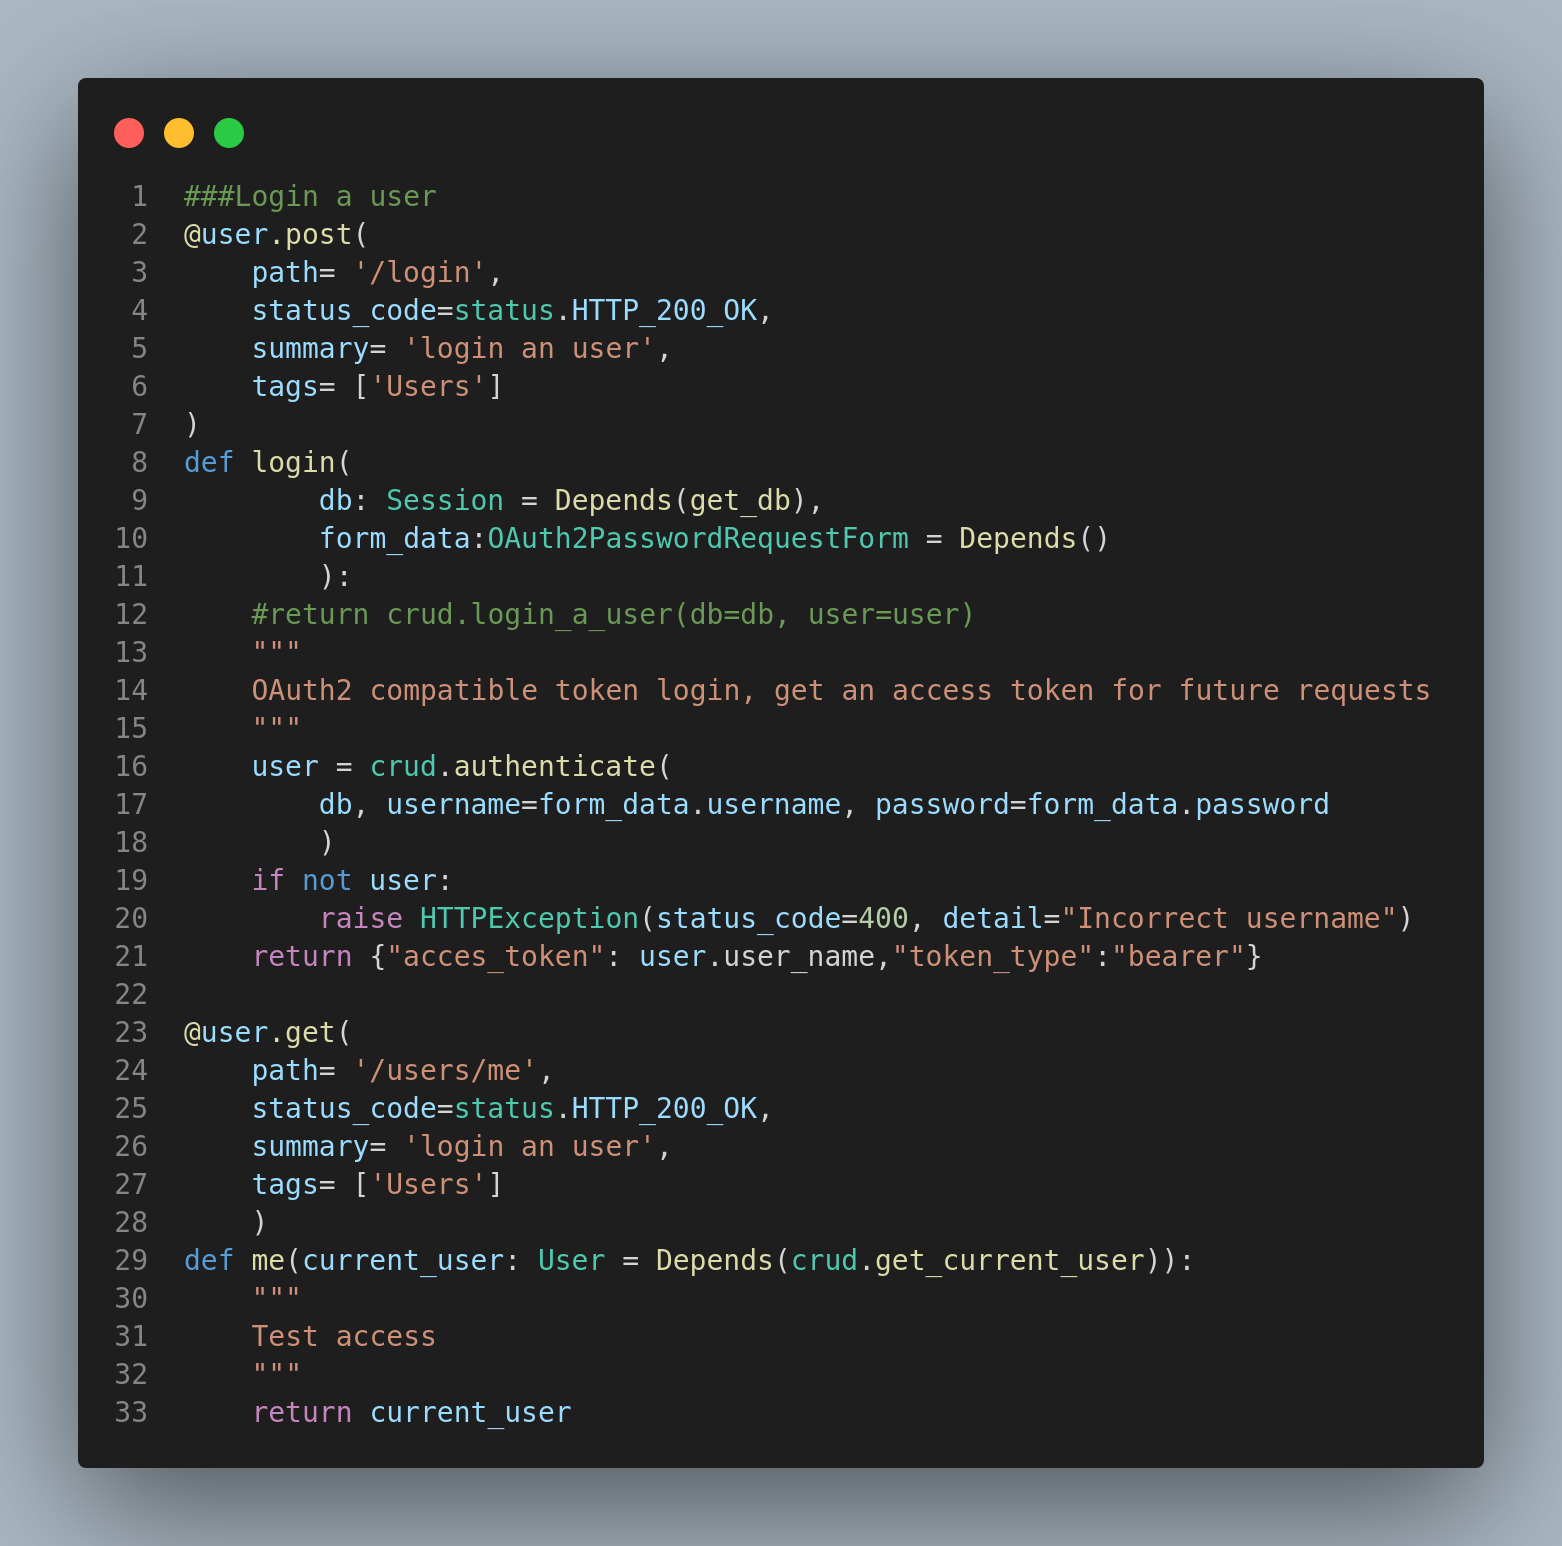 1 ###Login a user
2 @user.post(
3     path= '/login',
4     status_code=status.HTTP_200_OK,
5     summary= 'login an user',
6     tags= ['Users']
7 )
8 def login(
9         db: Session = Depends(get_db),
10         form_data:OAuth2PasswordRequestForm = Depends()
11         ):
12     #return crud.login_a_user(db=db, user=user)
13     """
14     OAuth2 compatible token login, get an access token for future requests
15     """
16     user = crud.authenticate(
17         db, username=form_data.username, password=form_data.password
18         )
19     if not user:
20         raise HTTPException(status_code=400, detail="Incorrect username")
21     return {"acces_token": user.user_name,"token_type":"bearer"}
22
23 @user.get(
24     path= '/users/me',
25     status_code=status.HTTP_200_OK,
26     summary= 'login an user',
27     tags= ['Users']
28     )
29 def me(current_user: User = Depends(crud.get_current_user)):
30     """
31     Test access
32     """
33     return current_user